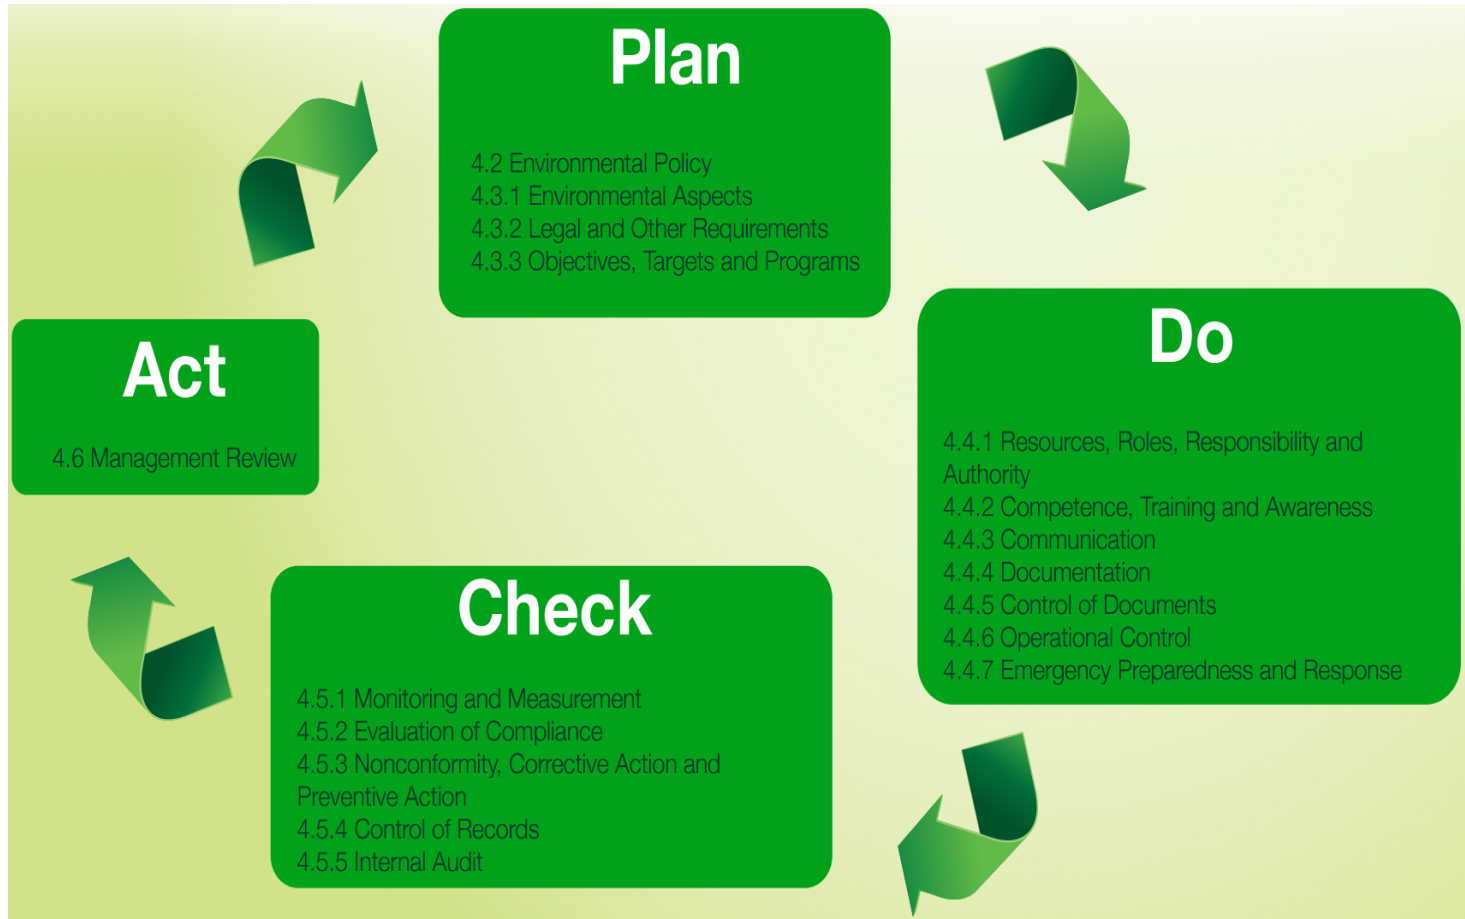 Plan
4.2 Environmental Policy
4.3.1 Environmental Aspects
4.3.2 Legal and Other Requirements
4.3.3 Objectives, Targets and Programs
Do
4.4.1 Resources, Roles, Responsibility and
Authority
4.4.2 Competence, Training and Awareness
4.4.3 Communication
4.4.4 Documentation
4.4.5 Control of Documents
4.4.6 Operational Control
4.4.7 Emergency Preparedness and Response
Check
4.5.1 Monitoring and Measurement
4.5.2 Evaluation of Compliance
4.5.3 Nonconformity, Corrective Action and
Preventive Action
4.5.4 Control of Records
4.5.5 Internal Audit
Act
4.6 Management Review